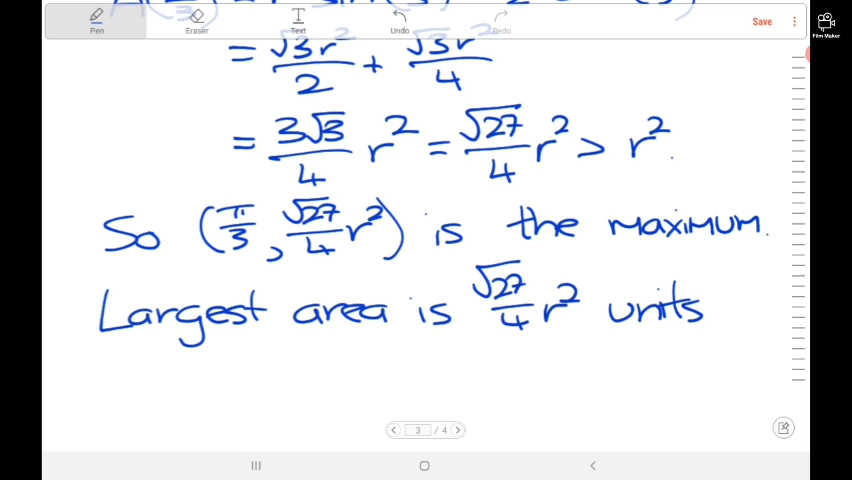 Pen Eraser Text Undo Redo Save
Film Maker
= √3r²/2 + √3r²/4
= 3√3/4 r² = √27/4 r² > r².
So (π/3, √27/4 r²) is the maximum.
Largest area is √27/4 r² units
3 / 4